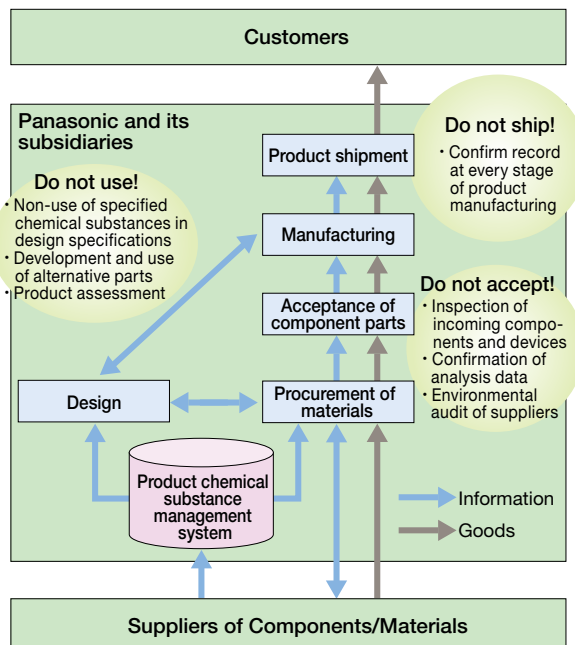 Customers
Panasonic and its
subsidiaries
Do not ship!
・Confirm record
at every stage
of product
manufacturing
Product shipment
Do not use!
・Non-use of specified
chemical substances in
design specifications
・Development and use
of alternative parts
・Product assessment
Manufacturing
Do not accept!
・Inspection of
incoming compo-
nents and devices
・Confirmation of
analysis data
・Environmental
audit of suppliers
Acceptance of
component parts
Design
Procurement of
materials
Product chemical
substance
management
system
Information
Goods
Suppliers of Components/Materials